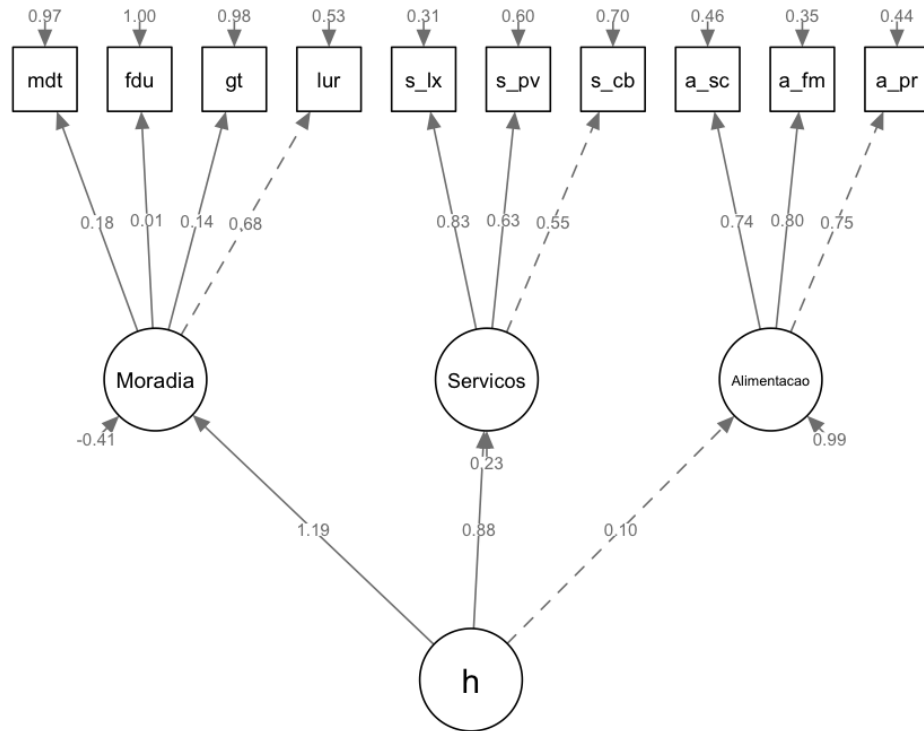 0.97 1.00 0.98 0.53 0.31 0.60 0.70 0.46 0.35 0.44
mdt fdu gt lur s_lx s_pv s_cb a_sc a_fm a_pr
0.18 0.01 0.14 0.68 0.83 0.63 0.55 0.74 0.80 0.75
Moradia Servicos Alimentacao
-0.41 0.23 0.99
1.19 0.88 0.10
h